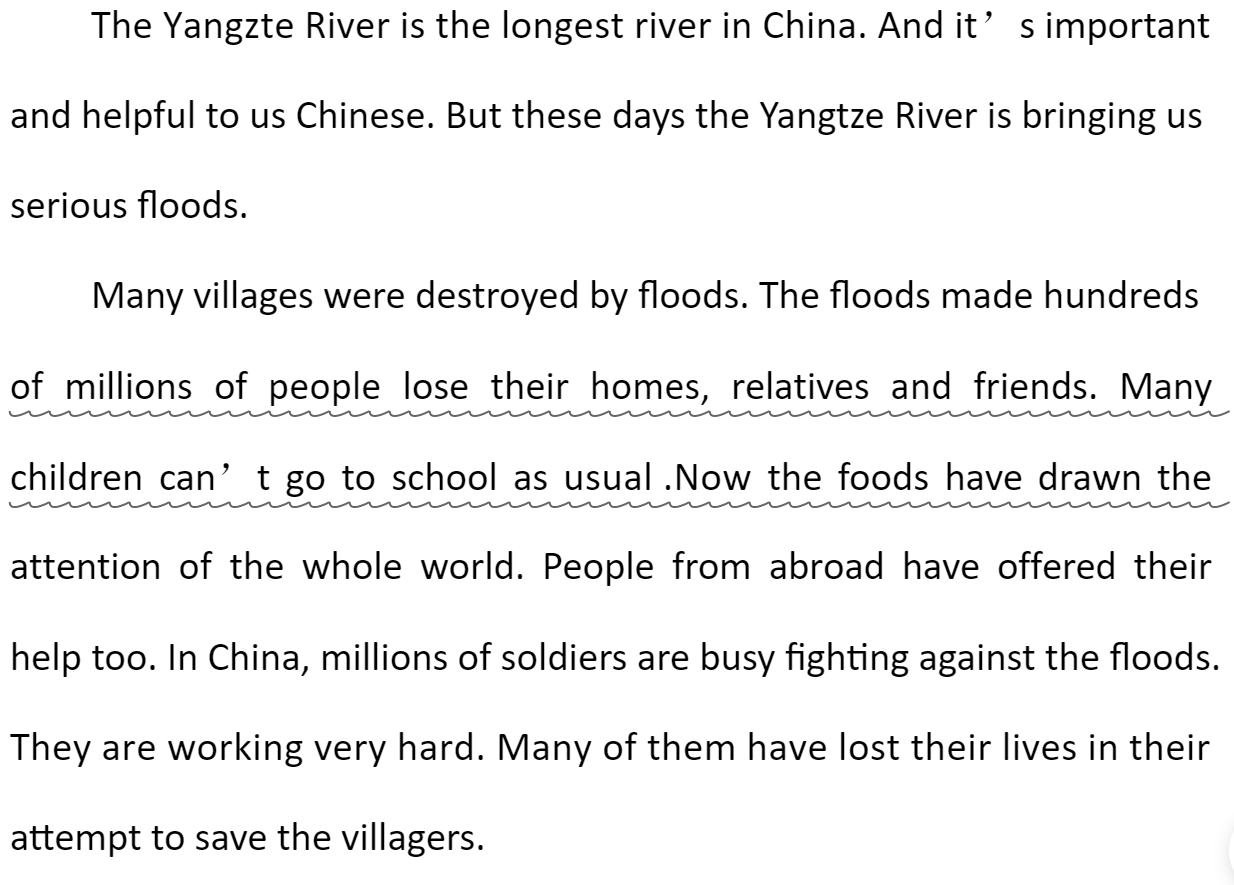 The Yangzte River is the longest river in China. And it’s important
and helpful to us Chinese. But these days the Yangtze River is bringing us
serious floods.
Many villages were destroyed by floods. The floods made hundreds
of millions of people lose their homes, relatives and friends. Many
children can’t go to school as usual .Now the foods have drawn the
attention of the whole world. People from abroad have offered their
help too. In China, millions of soldiers are busy fighting against the floods.
They are working very hard. Many of them have lost their lives in their
attempt to save the villagers.